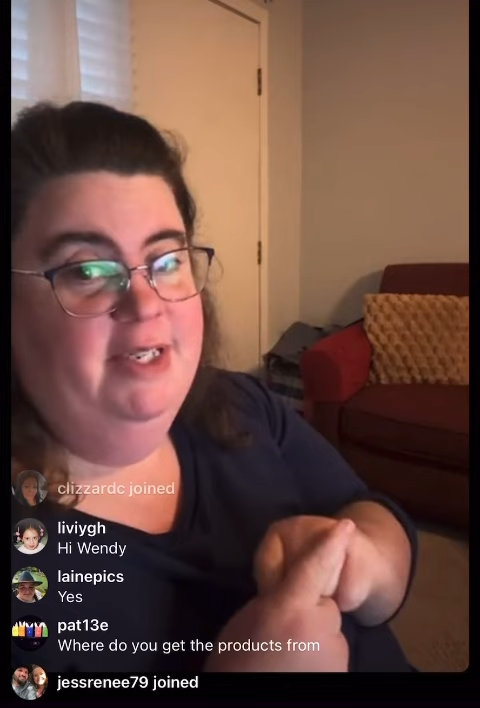 clizzardc joined
liviygh
Hi Wendy
lainepics
Yes
pat13e
Where do you get the products from
jessrenee79 joined